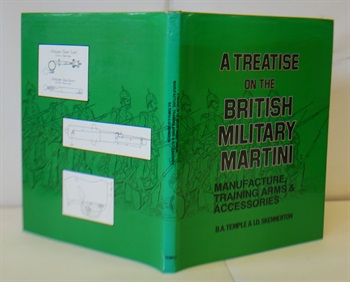 A TREATISE
ON THE
BRITISH
MILITARY
MARTINI
MANUFACTURE,
TRAINING ARMS &
ACCESSORIES
B.A. TEMPLE & I.D. SKENNERTON